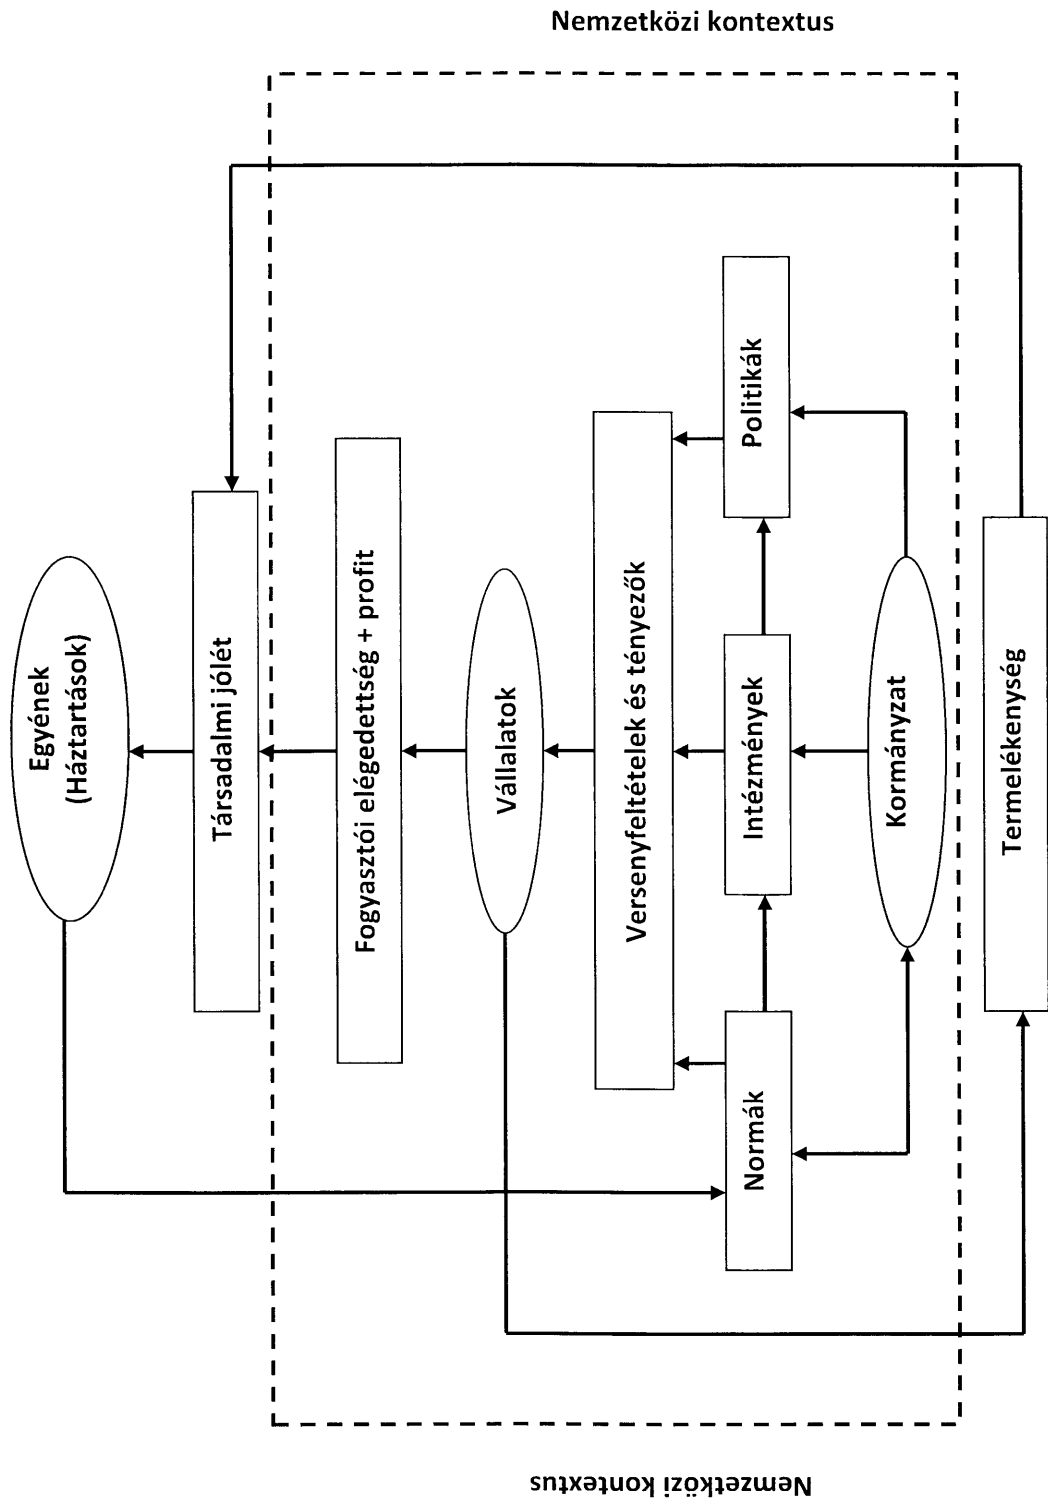 Nemzetközi kontextus
Egyének
(Háztartások)
Társadalmi jólét
Fogyasztói elégedettség + profit
Vállalatok
Versenyfeltételek és tényezők
Normák
Intézmények
Politikák
Kormányzat
Termelékenység
Nemzetközi kontextus